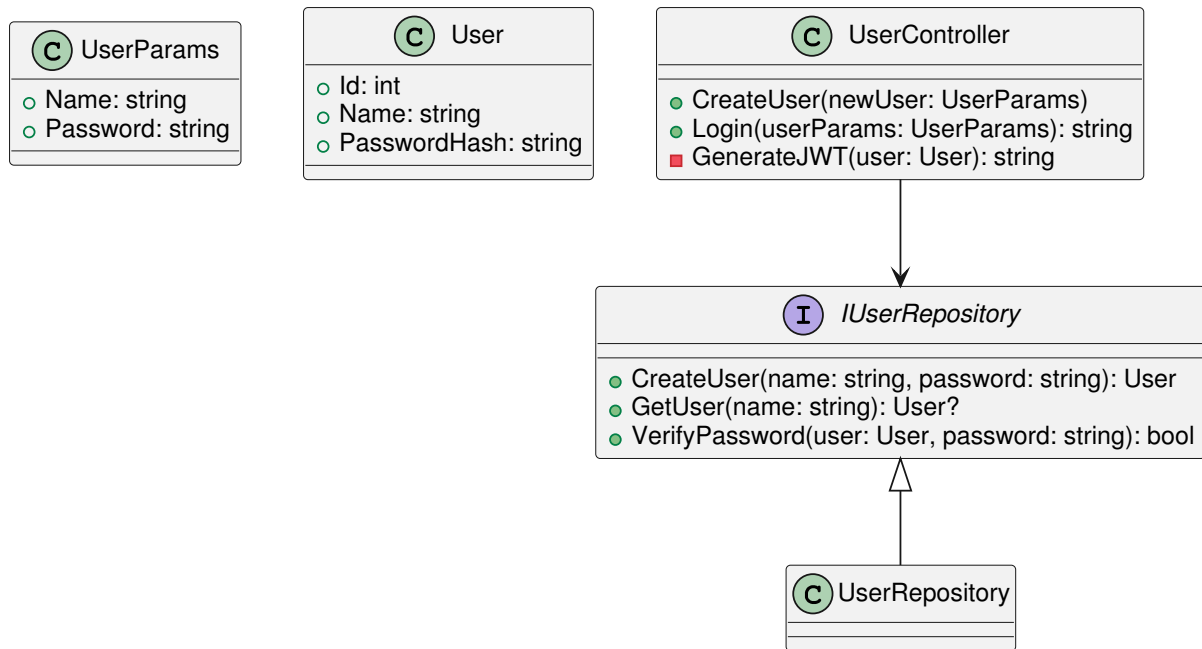 C UserParams
Name: string
Password: string
C User
Id: int
Name: string
PasswordHash: string
C UserController
CreateUser(newUser: UserParams)
Login(userParams: UserParams): string
GenerateJWT(user: User): string
I IUserRepository
CreateUser(name: string, password: string): User
GetUser(name: string): User?
VerifyPassword(user: User, password: string): bool
C UserRepository